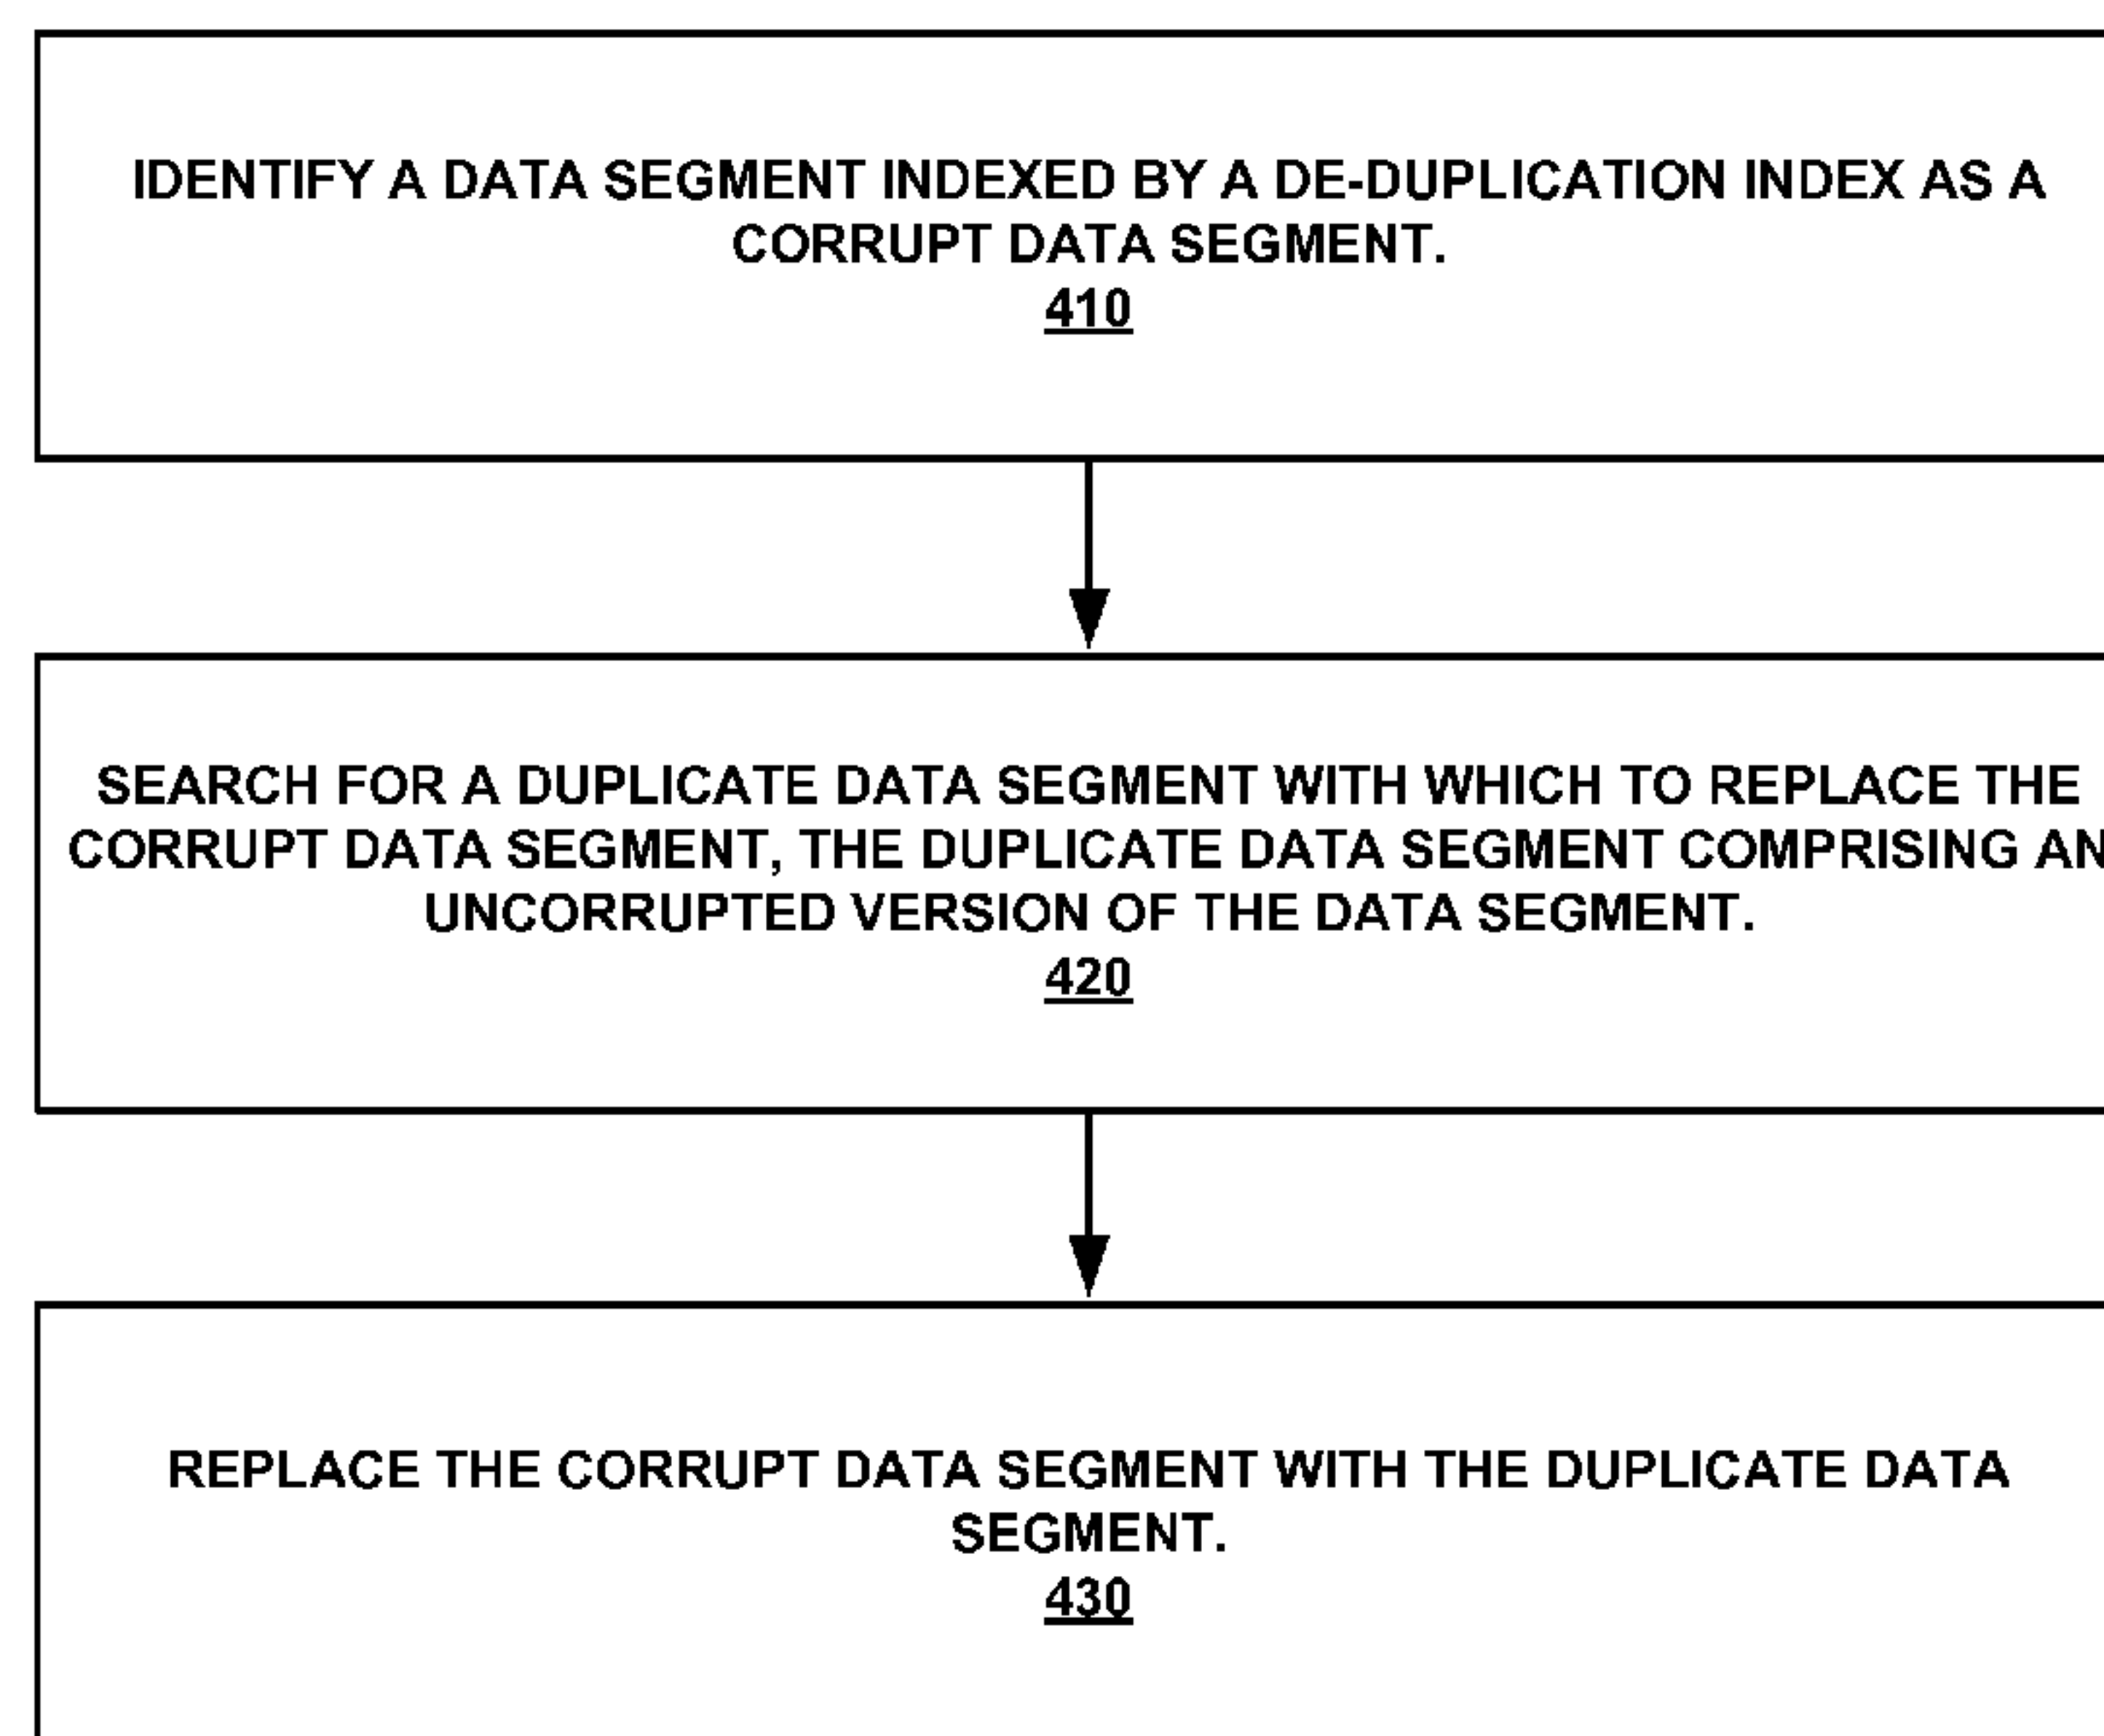 IDENTIFY A DATA SEGMENT INDEXED BY A DE-DUPLICATION INDEX AS A
CORRUPT DATA SEGMENT.
410
SEARCH FOR A DUPLICATE DATA SEGMENT WITH WHICH TO REPLACE THE
CORRUPT DATA SEGMENT, THE DUPLICATE DATA SEGMENT COMPRISING AN
UNCORRUPTED VERSION OF THE DATA SEGMENT.
420
REPLACE THE CORRUPT DATA SEGMENT WITH THE DUPLICATE DATA
SEGMENT.
430